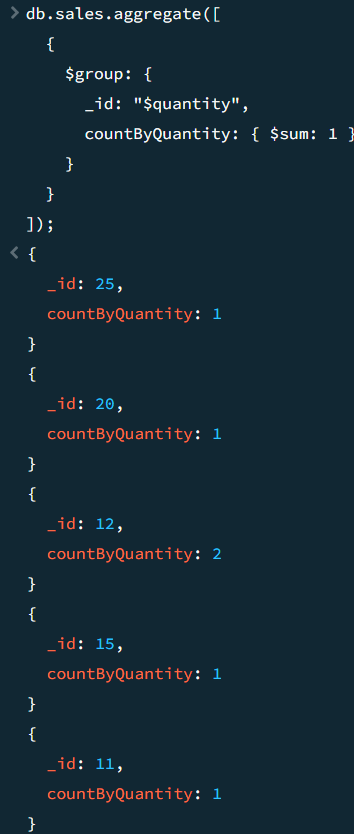 > db.sales.aggregate([
{
$group: {
_id: "$quantity",
countByQuantity: { $sum: 1 }
}
}
]);
< {
_id: 25,
countByQuantity: 1
}
{
_id: 20,
countByQuantity: 1
}
{
_id: 12,
countByQuantity: 2
}
{
_id: 15,
countByQuantity: 1
}
{
_id: 11,
countByQuantity: 1
}